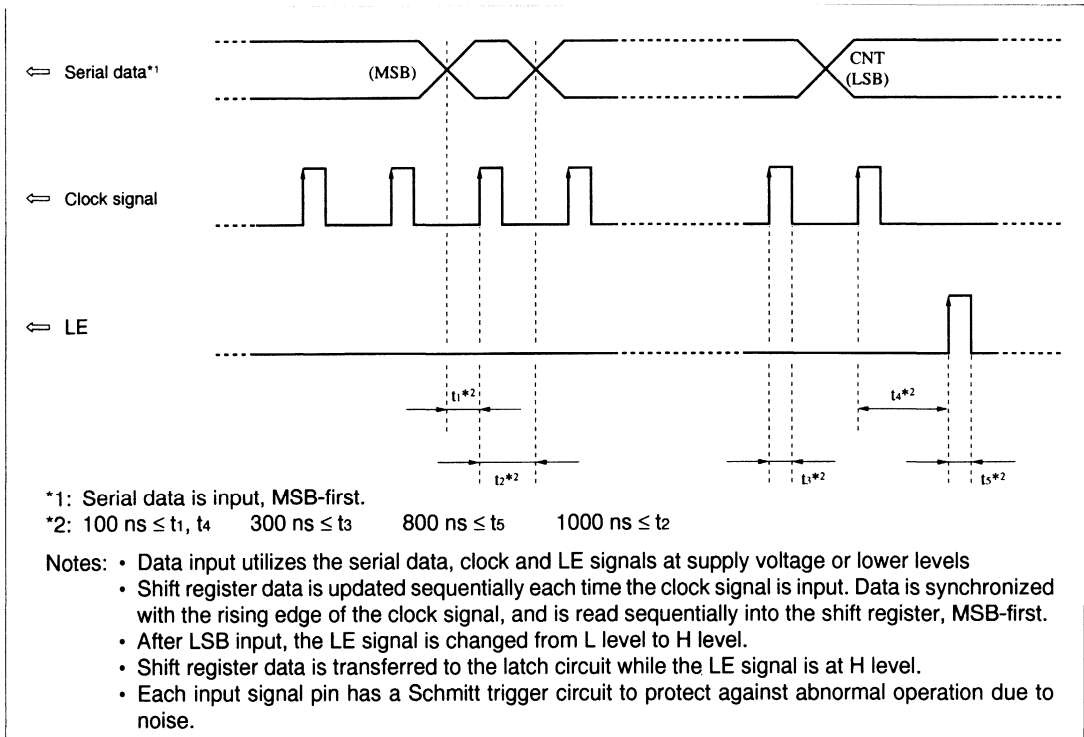 ⇦ Serial data*1
(MSB)
CNT
(LSB)
⇦ Clock signal
⇦ LE
t1*2
t4*2
t2*2
t3*2
t5*2
*1: Serial data is input, MSB-first.
*2: 100 ns ≤ t1, t4 300 ns ≤ t3 800 ns ≤ t5 1000 ns ≤ t2
Notes: • Data input utilizes the serial data, clock and LE signals at supply voltage or lower levels
• Shift register data is updated sequentially each time the clock signal is input. Data is synchronized
with the rising edge of the clock signal, and is read sequentially into the shift register, MSB-first.
• After LSB input, the LE signal is changed from L level to H level.
• Shift register data is transferred to the latch circuit while the LE signal is at H level.
• Each input signal pin has a Schmitt trigger circuit to protect against abnormal operation due to
noise.